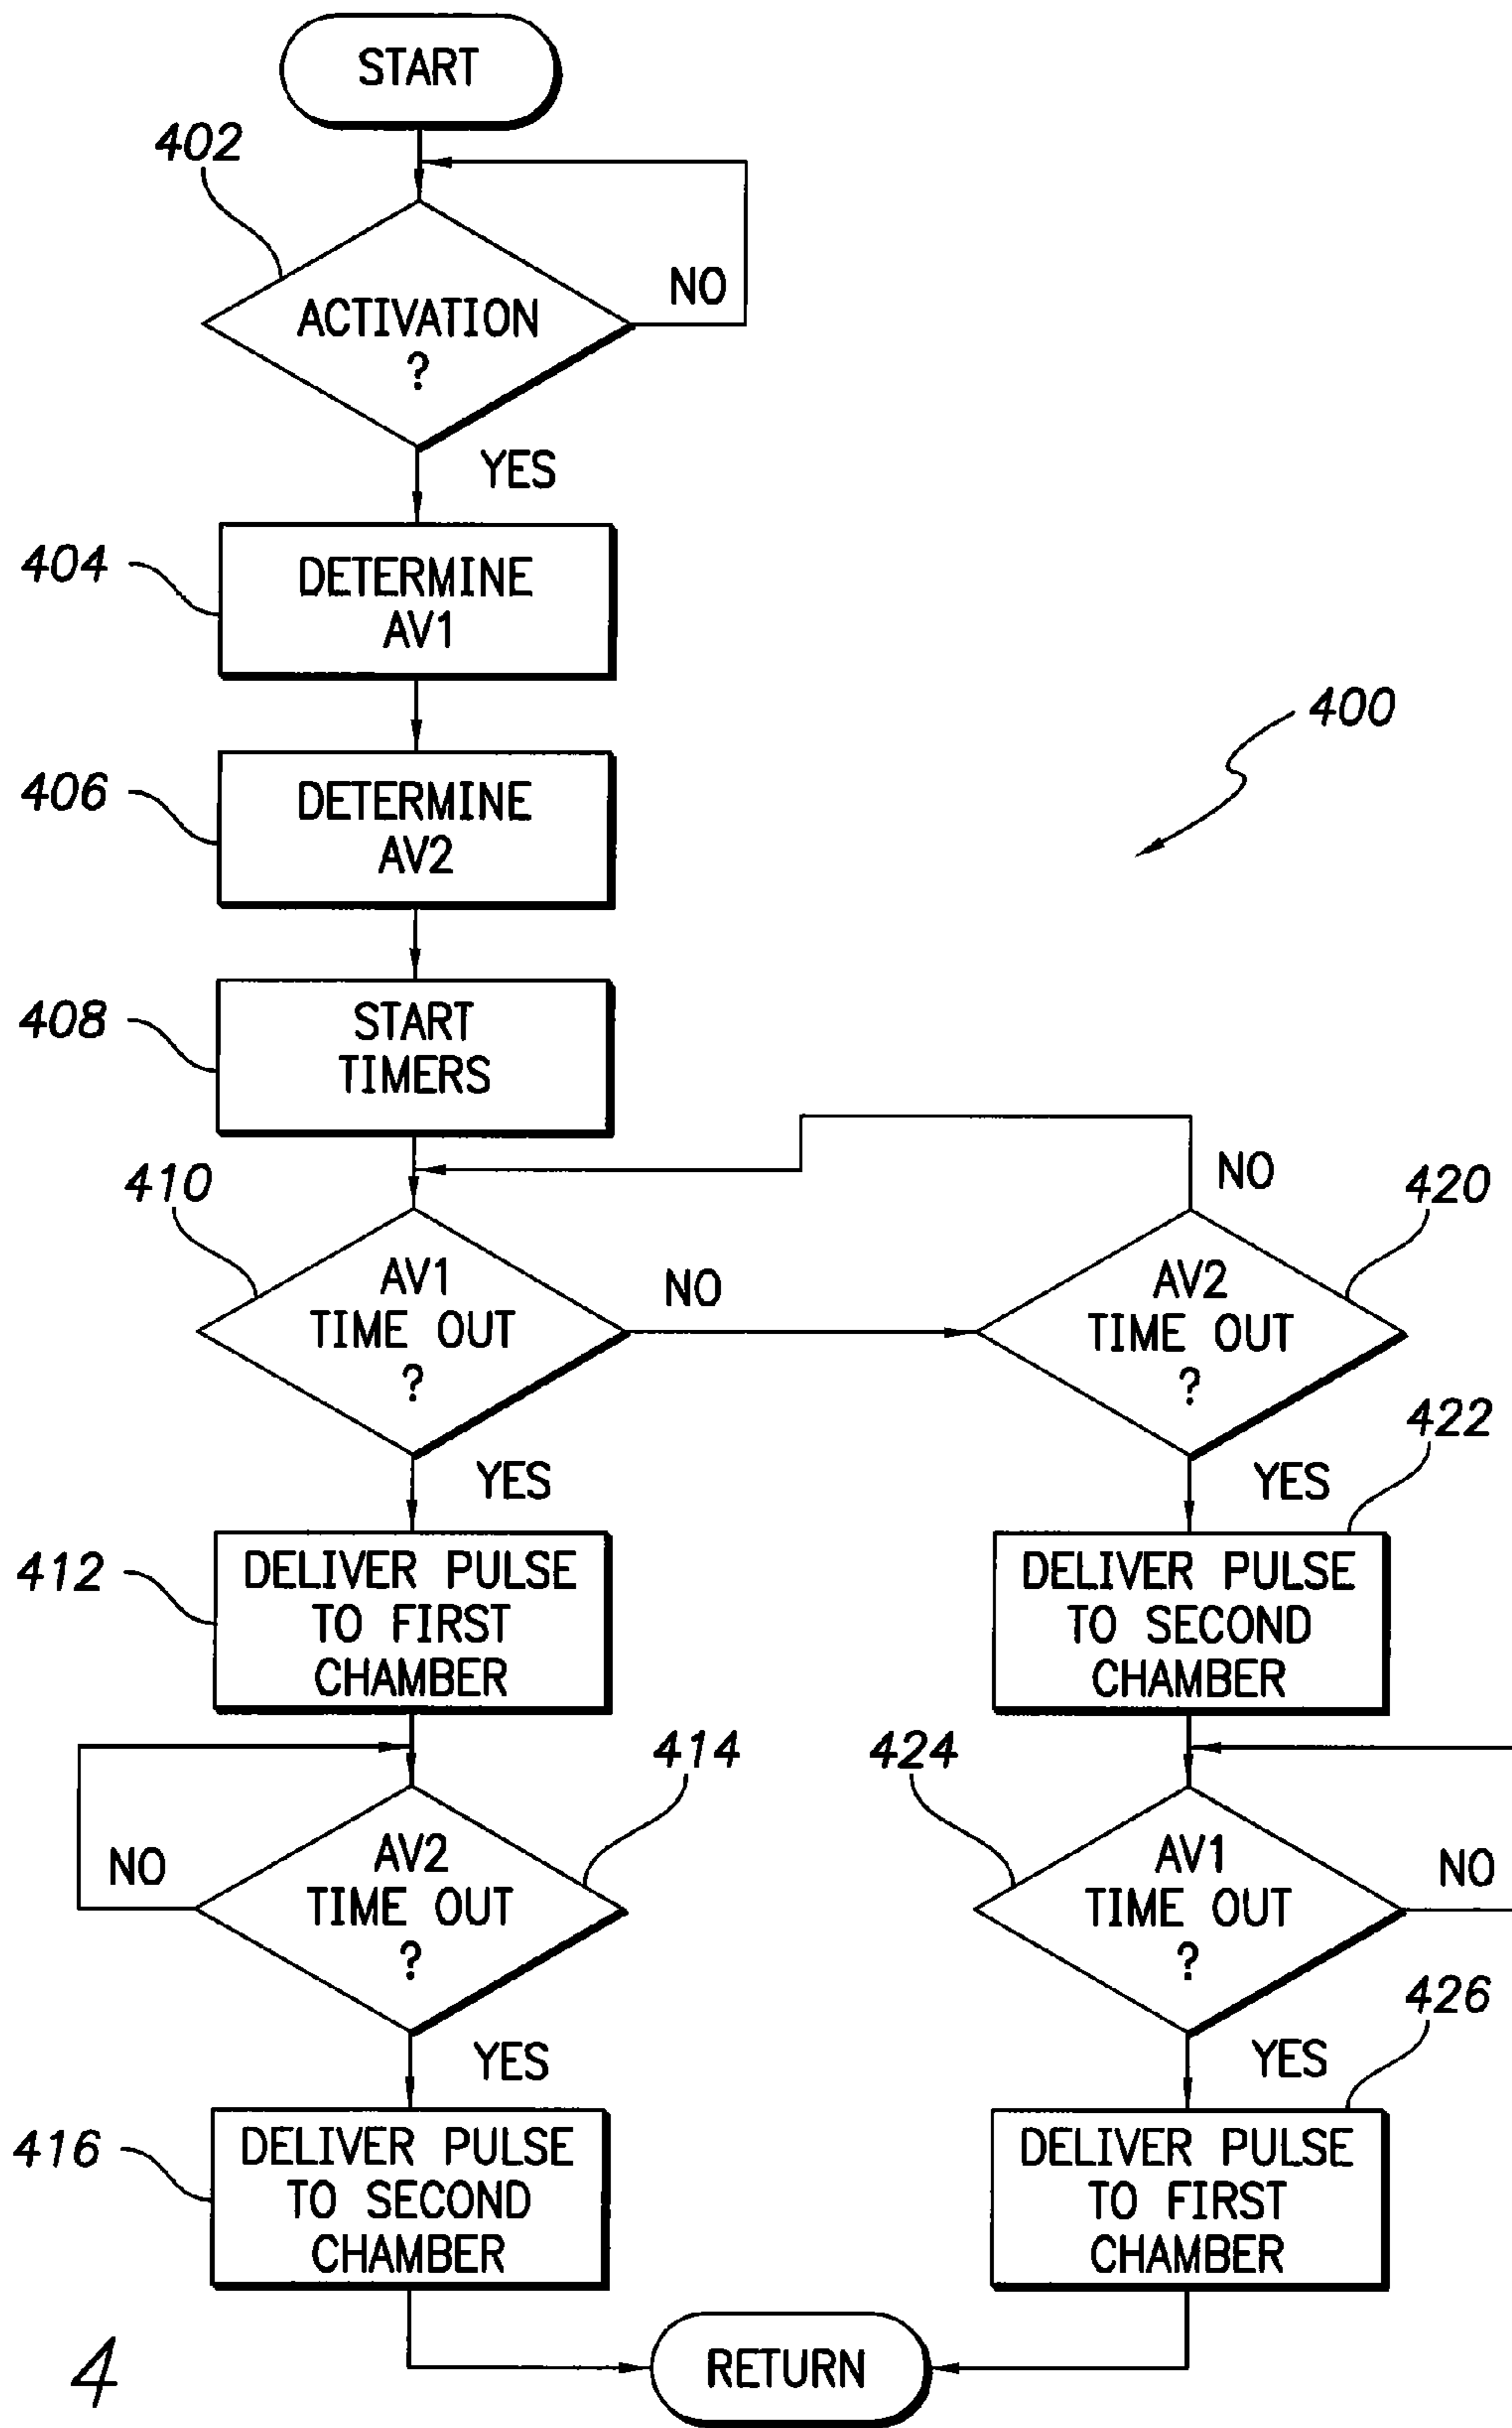 START
402
ACTIVATION
?
NO
YES
404
DETERMINE
AV1
400
406
DETERMINE
AV2
408
START
TIMERS
410
AV1
TIME OUT
?
NO
NO
420
AV2
TIME OUT
?
YES
YES
422
412
DELIVER PULSE
TO FIRST
CHAMBER
DELIVER PULSE
TO SECOND
CHAMBER
414
AV2
TIME OUT
?
NO
424
AV1
TIME OUT
?
NO
YES
YES
426
416
DELIVER PULSE
TO SECOND
CHAMBER
DELIVER PULSE
TO FIRST
CHAMBER
4
RETURN